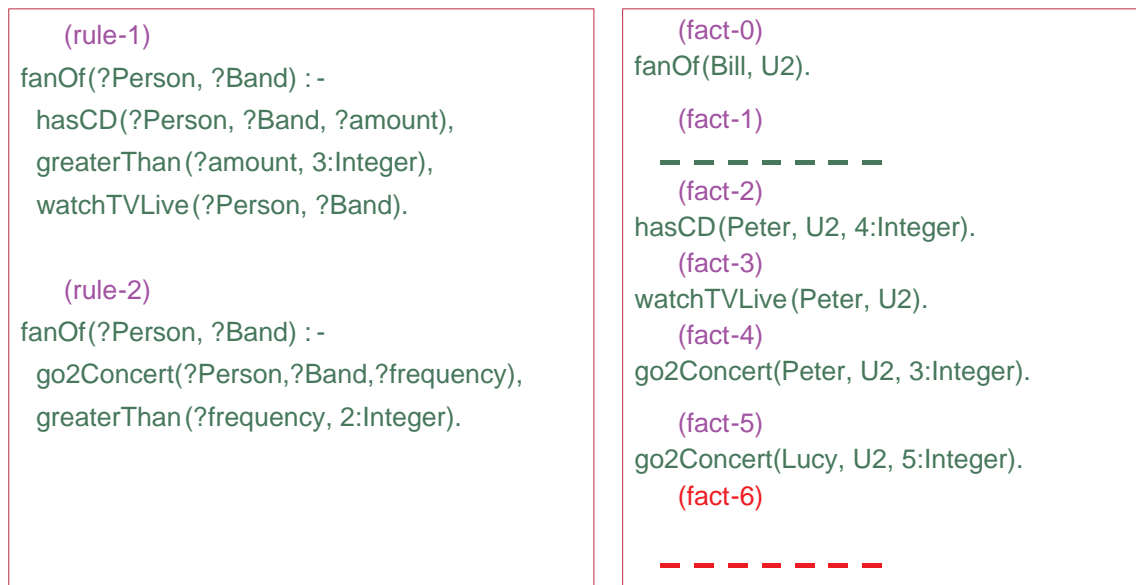 (rule-1)
fanOf(?Person, ?Band) :-
hasCD(?Person, ?Band, ?amount),
greaterThan(?amount, 3:Integer),
watchTVLive(?Person, ?Band).
(rule-2)
fanOf(?Person, ?Band) :-
go2Concert(?Person,?Band,?frequency),
greaterThan(?frequency, 2:Integer).
(fact-0)
fanOf(Bill, U2).
(fact-1)
(fact-2)
hasCD(Peter, U2, 4:Integer).
(fact-3)
watchTVLive(Peter, U2).
(fact-4)
go2Concert(Peter, U2, 3:Integer).
(fact-5)
go2Concert(Lucy, U2, 5:Integer).
(fact-6)